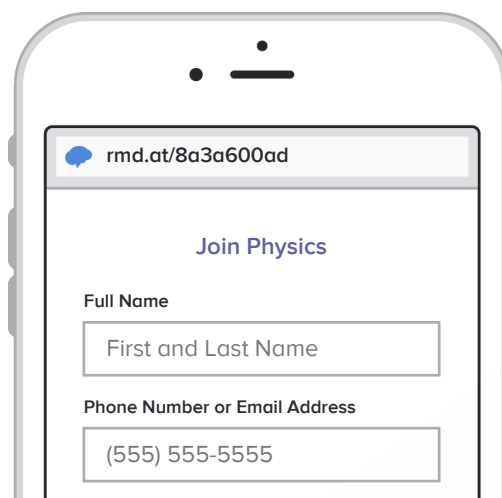 rmd.at/8a3a600ad
Join Physics
Full Name
First and Last Name
Phone Number or Email Address
(555) 555-5555